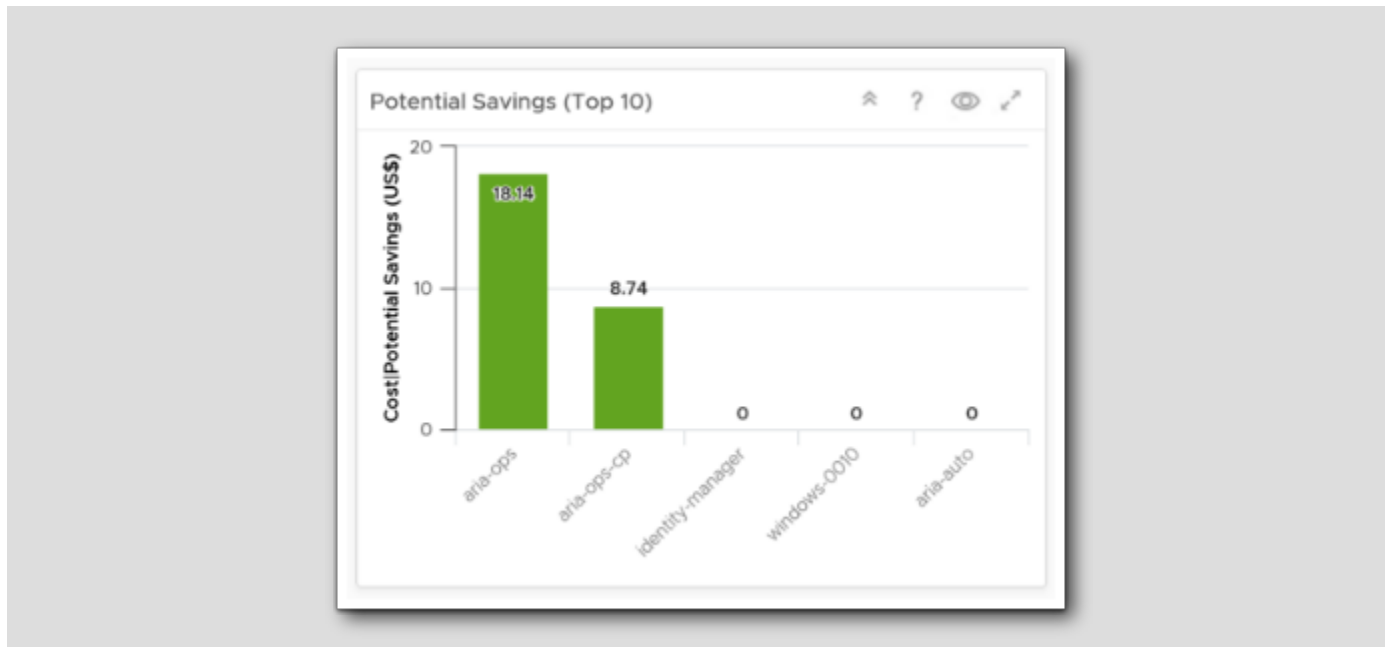 Potential Savings (Top 10)
?
Cost|Potential Savings (US$)
20
10
0
18.14
8.74
0
0
0
aria-ops
aria-ops-cp
identity-manager
windows-0010
aria-auto